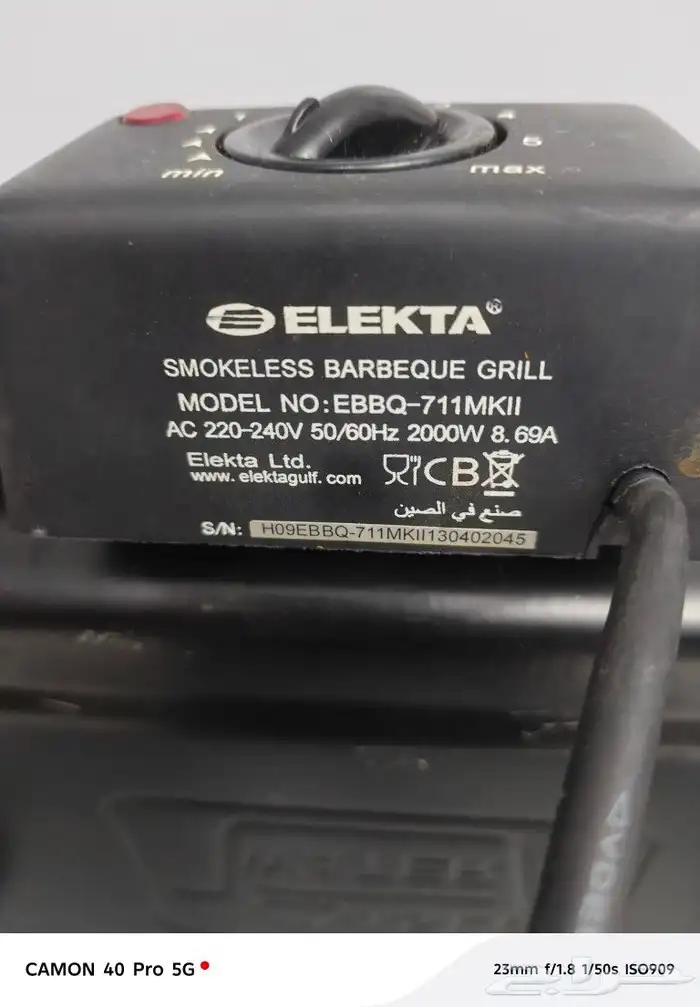 min
5
max
ELEKTA®
SMOKELESS BARBEQUE GRILL
MODEL NO:EBBQ-711MKII
AC 220-240V 50/60Hz 2000W 8.69A
Elekta Ltd.
www.elektagulf.com
CB
صنع في الصين
S/N: H09EBBQ-711MKII130402045
CAMON 40 Pro 5G
23mm f/1.8 1/50s ISO909
حراج